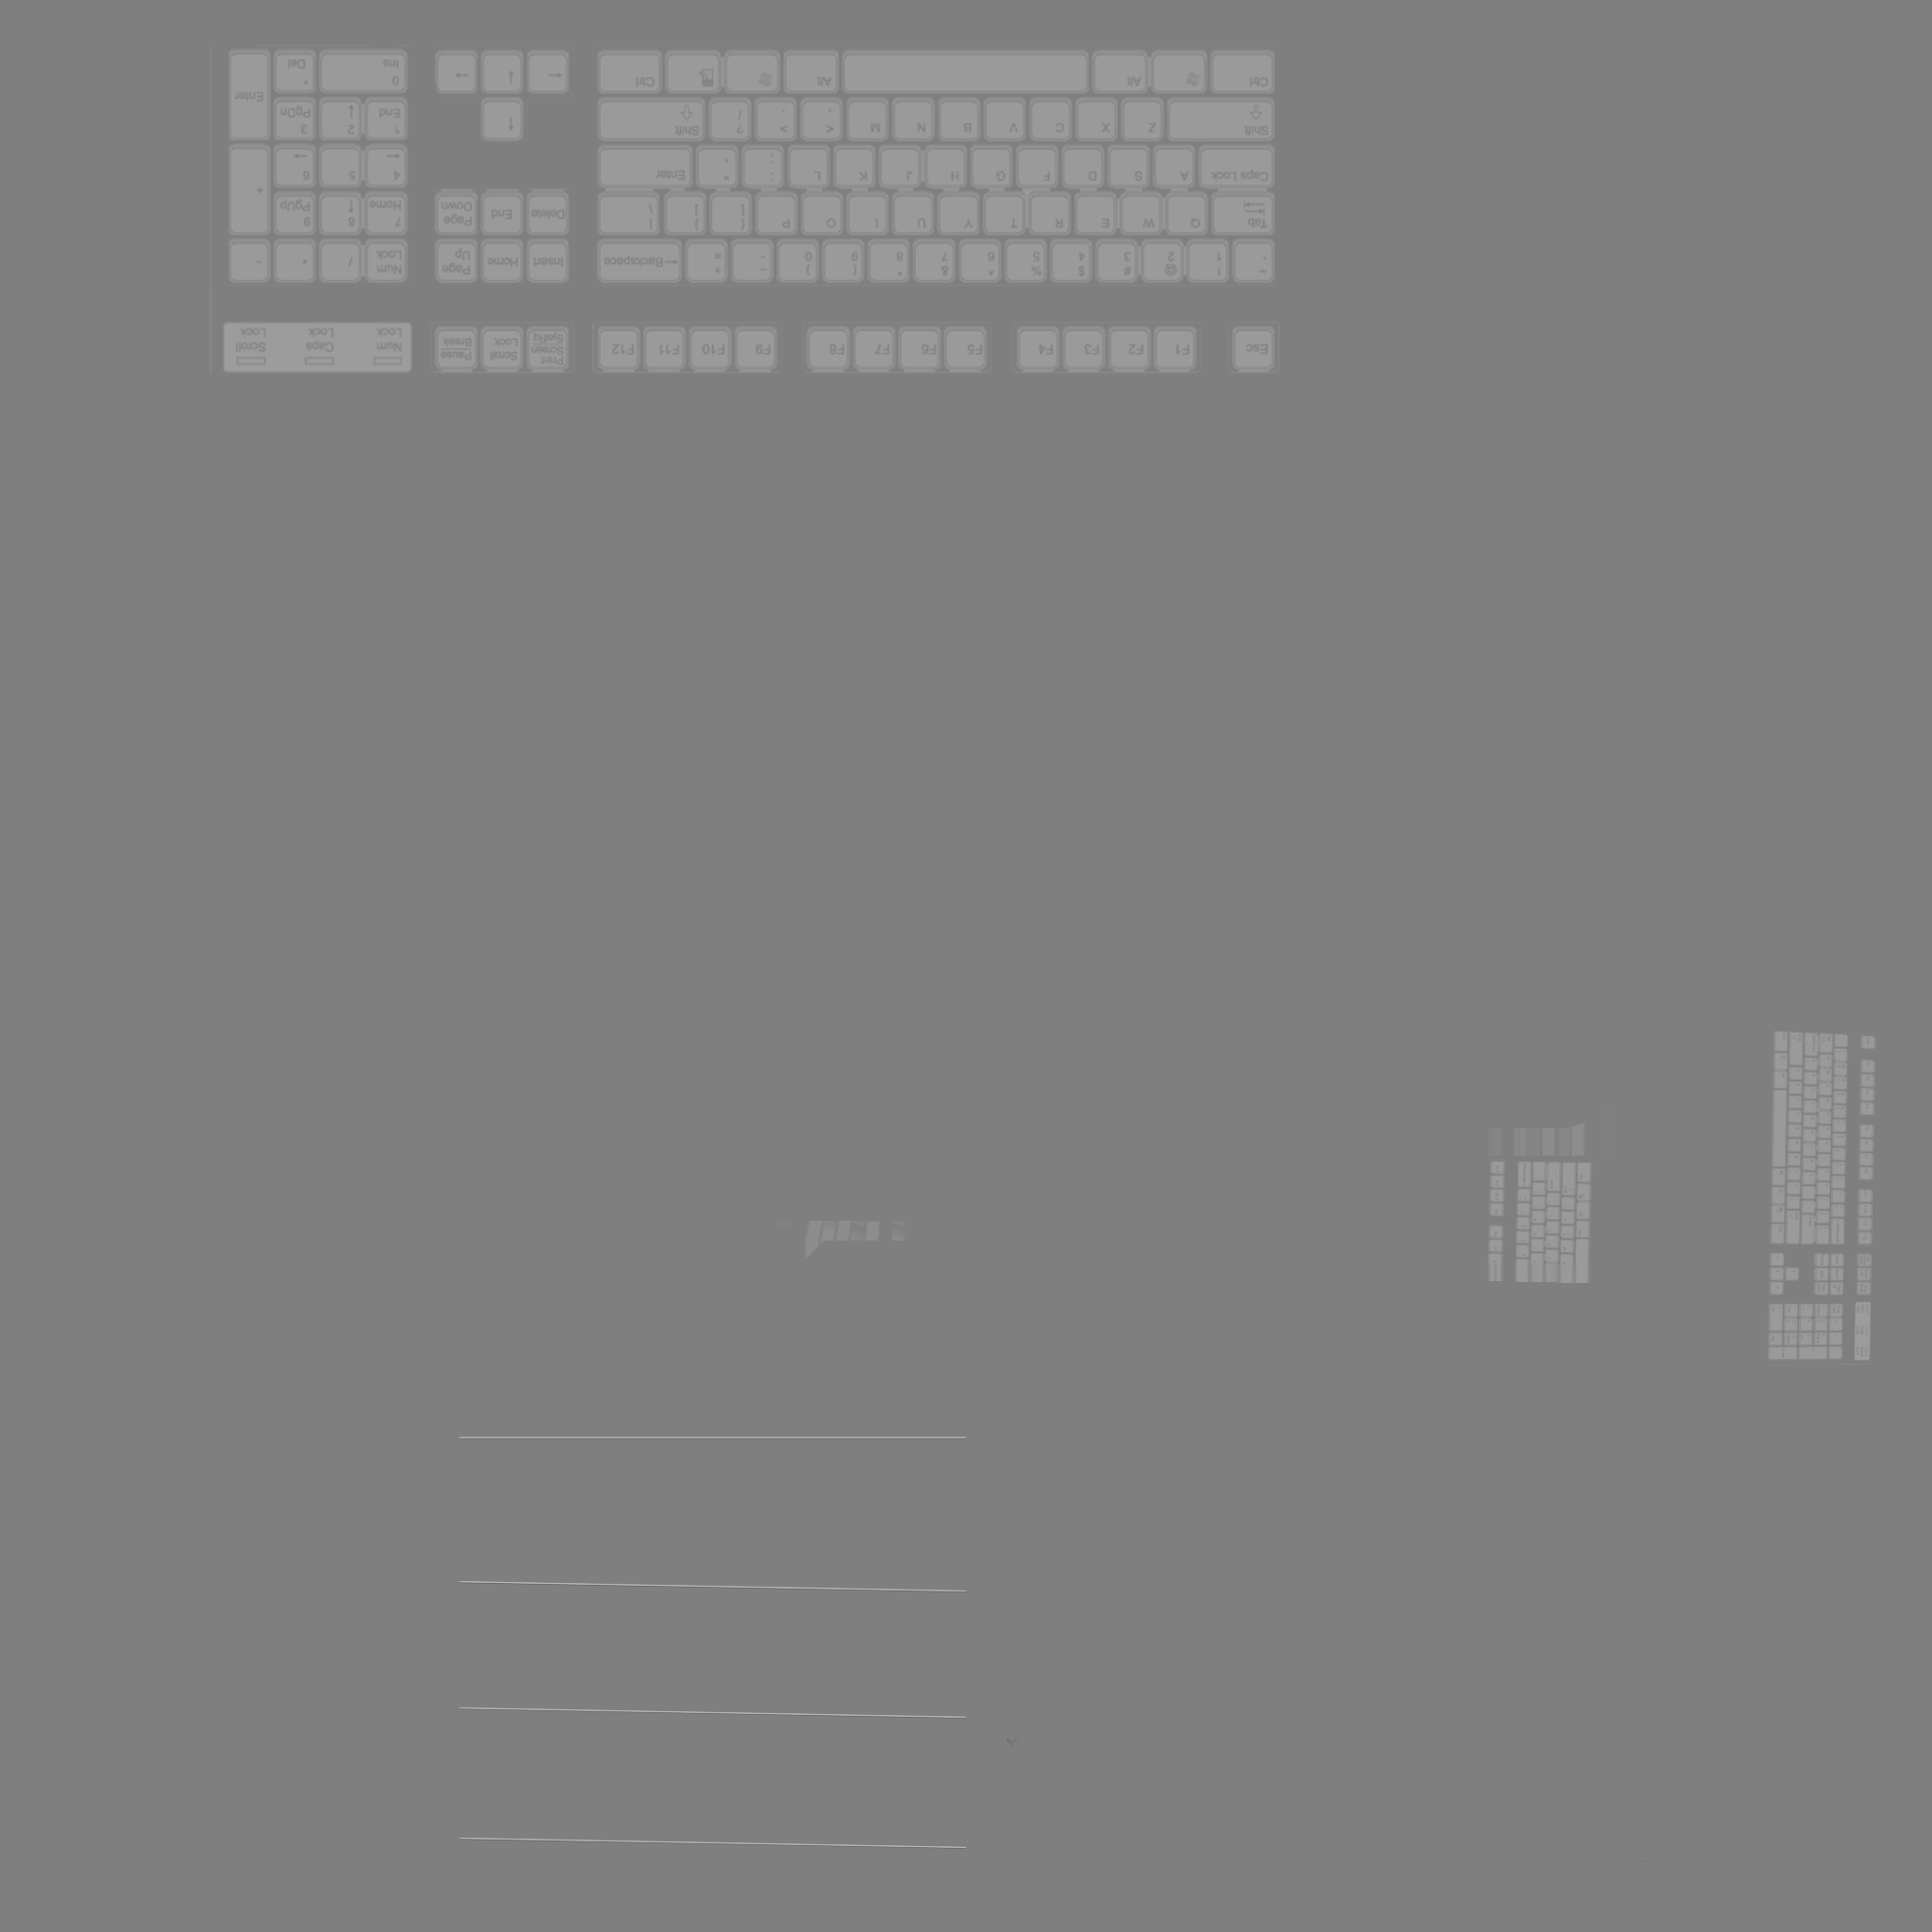 Esc F1 F2 F3 F4 F5 F6 F7 F8 F9 F10 F11 F12 Print Screen SysRq Scroll Lock Pause Break Num Lock Caps Lock Scroll Lock
~ ` ! 1 @ 2 # 3 $ 4 % 5 ^ 6 & 7 * 8 ( 9 ) 0 _ - + = ←Backspace Insert Home Page Up Num Lock / * -
Tab Q W E R T Y U I O P { [ } ] | \ Delete End Page Down 7 Home 8 ↑ 9 PgUp +
Caps Lock A S D F G H J K L : ; " ' Enter 4 ← 5 6 →
Shift Z X C V B N M < , > . ? / Shift ↑ 1 End 2 ↓ 3 PgDn Enter
Ctrl Alt Alt Ctrl ← ↓ → 0 Ins . Del